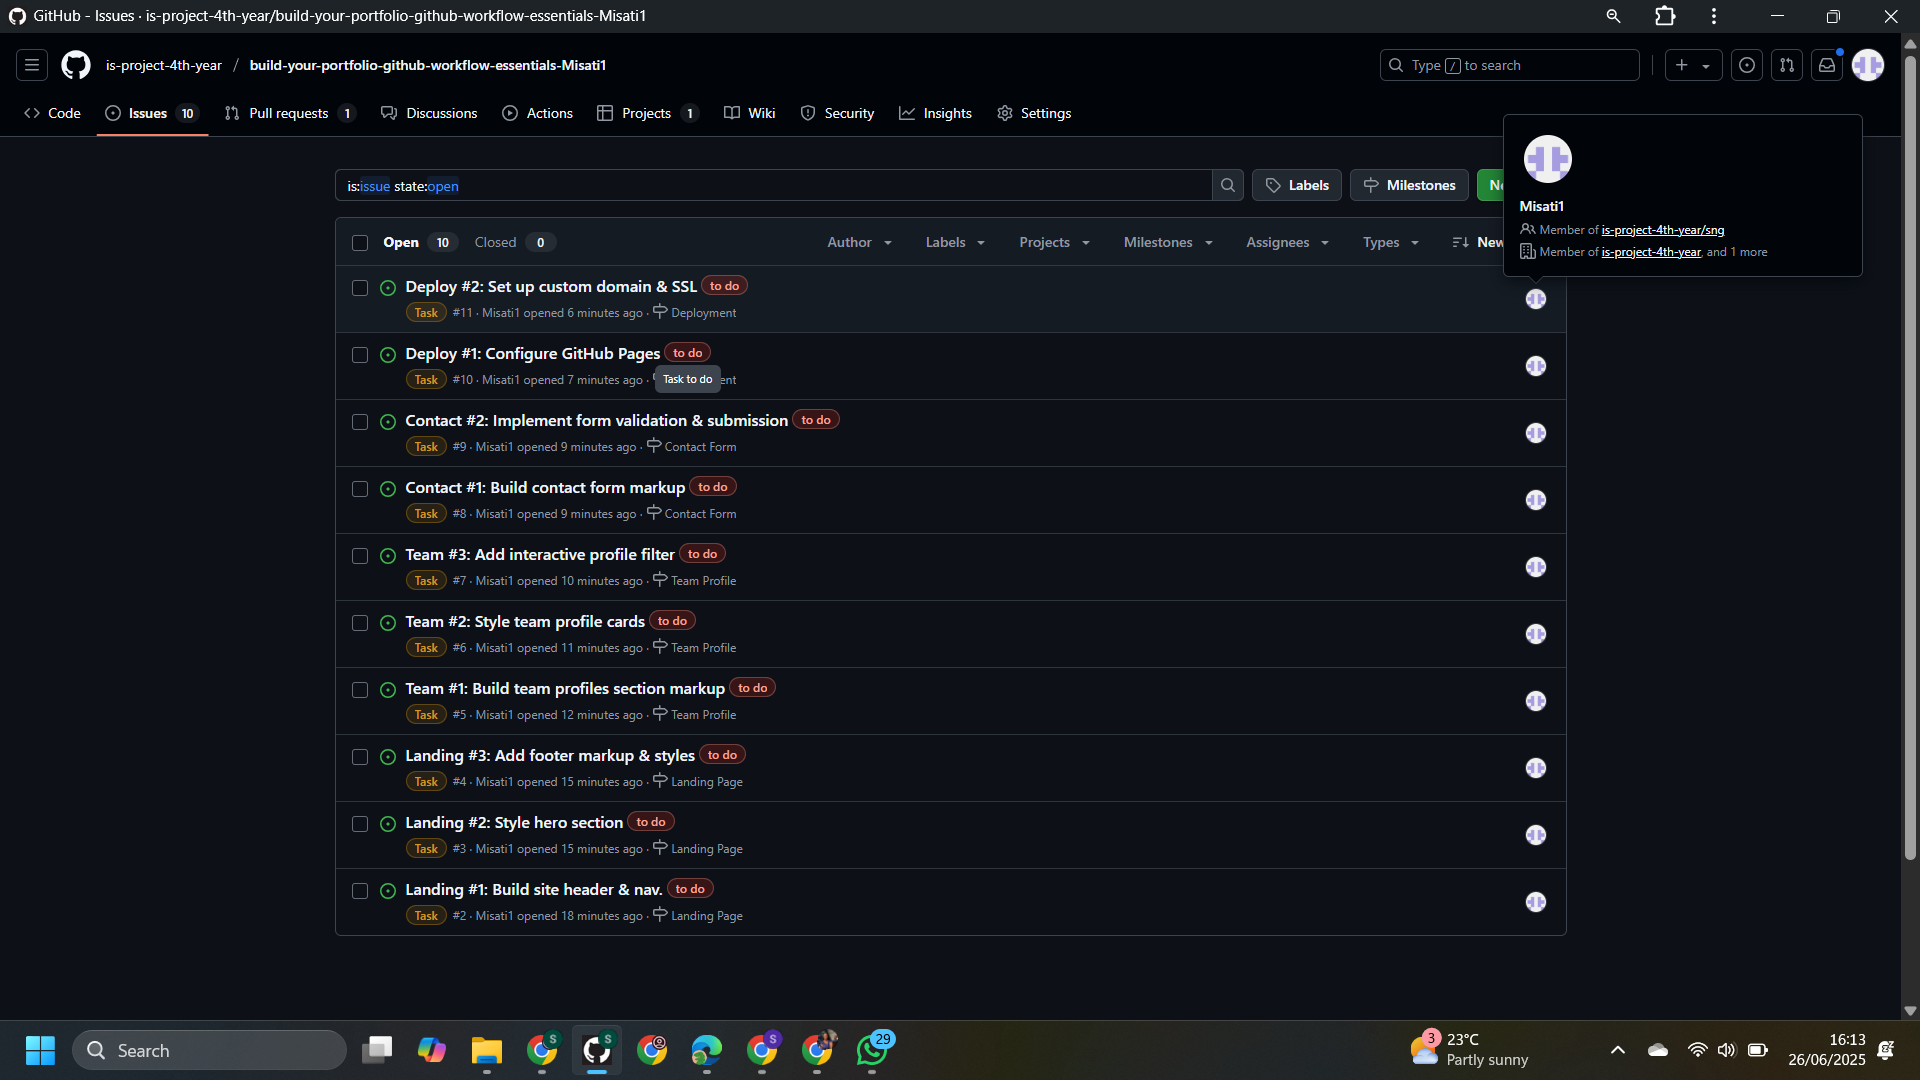 GitHub - Issues · is-project-4th-year/build-your-portfolio-github-workflow-essentials-Misati1
is-project-4th-year / build-your-portfolio-github-workflow-essentials-Misati1
Type / to search
Code
Issues 10
Pull requests 1
Discussions
Actions
Projects 1
Wiki
Security
Insights
Settings
is:issue state:open
Labels
Milestones
Misati1
Member of is-project-4th-year/sng
Member of is-project-4th-year, and 1 more
Open 10
Closed 0
Author
Labels
Projects
Milestones
Assignees
Types
Deploy #2: Set up custom domain & SSL to do
Task #11 · Misati1 opened 6 minutes ago · Deployment
Deploy #1: Configure GitHub Pages to do
Task #10 · Misati1 opened 7 minutes ago ·
Task to do
Contact #2: Implement form validation & submission to do
Task #9 · Misati1 opened 9 minutes ago · Contact Form
Contact #1: Build contact form markup to do
Task #8 · Misati1 opened 9 minutes ago · Contact Form
Team #3: Add interactive profile filter to do
Task #7 · Misati1 opened 10 minutes ago · Team Profile
Team #2: Style team profile cards to do
Task #6 · Misati1 opened 11 minutes ago · Team Profile
Team #1: Build team profiles section markup to do
Task #5 · Misati1 opened 12 minutes ago · Team Profile
Landing #3: Add footer markup & styles to do
Task #4 · Misati1 opened 15 minutes ago · Landing Page
Landing #2: Style hero section to do
Task #3 · Misati1 opened 15 minutes ago · Landing Page
Landing #1: Build site header & nav. to do
Task #2 · Misati1 opened 18 minutes ago · Landing Page
Search
S
S
S
29
3
23°C
Partly sunny
16:13
26/06/2025